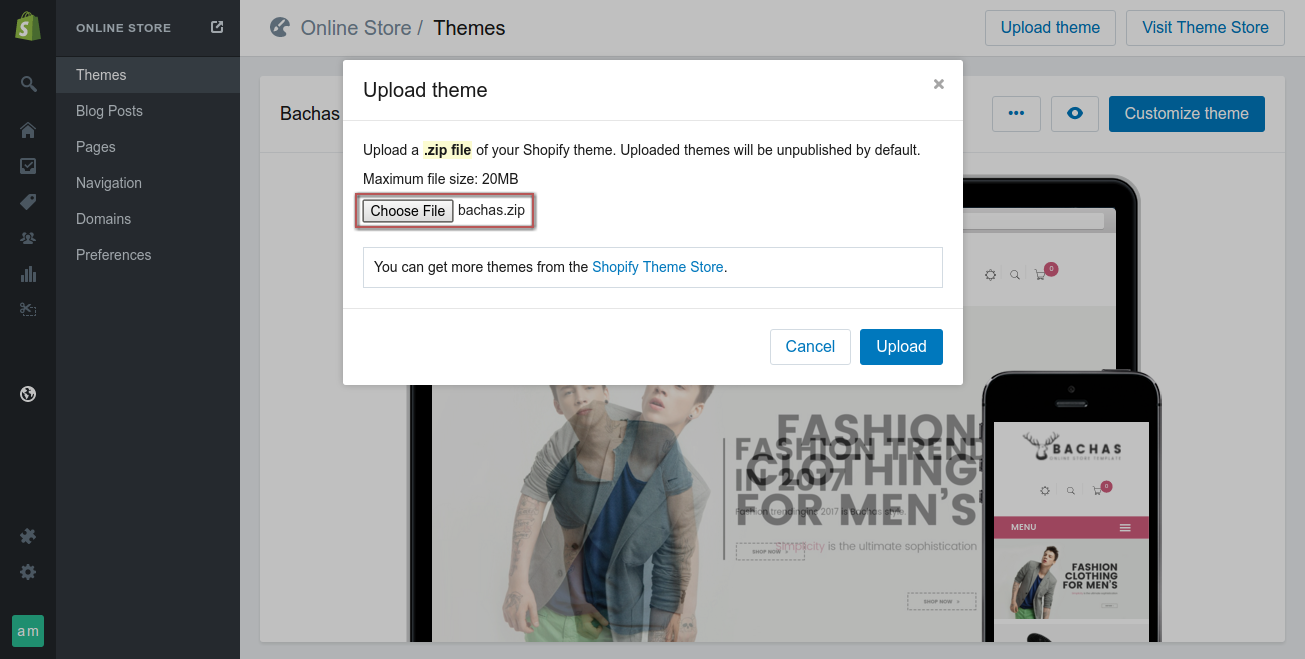 ONLINE STORE
Online Store / Themes
Upload theme
Visit Theme Store
Themes
Blog Posts
Pages
Navigation
Domains
Preferences
am
Bachas
Customize theme
Upload theme
×
Upload a .zip file of your Shopify theme. Uploaded themes will be unpublished by default.
Maximum file size: 20MB
Choose File bachas.zip
You can get more themes from the Shopify Theme Store.
Cancel
Upload
0
FASHION
CLOTHING
FOR MEN'S
FASHION TREND
IN 2017
Fashion trendingins 2017 is Bachas style.
Simplicity is the ultimate sophistication
SHOP NOW
SHOP NOW
BACHAS
ONLINE STORE TEMPLATE
0
MENU
FASHION
CLOTHING
FOR MEN'S